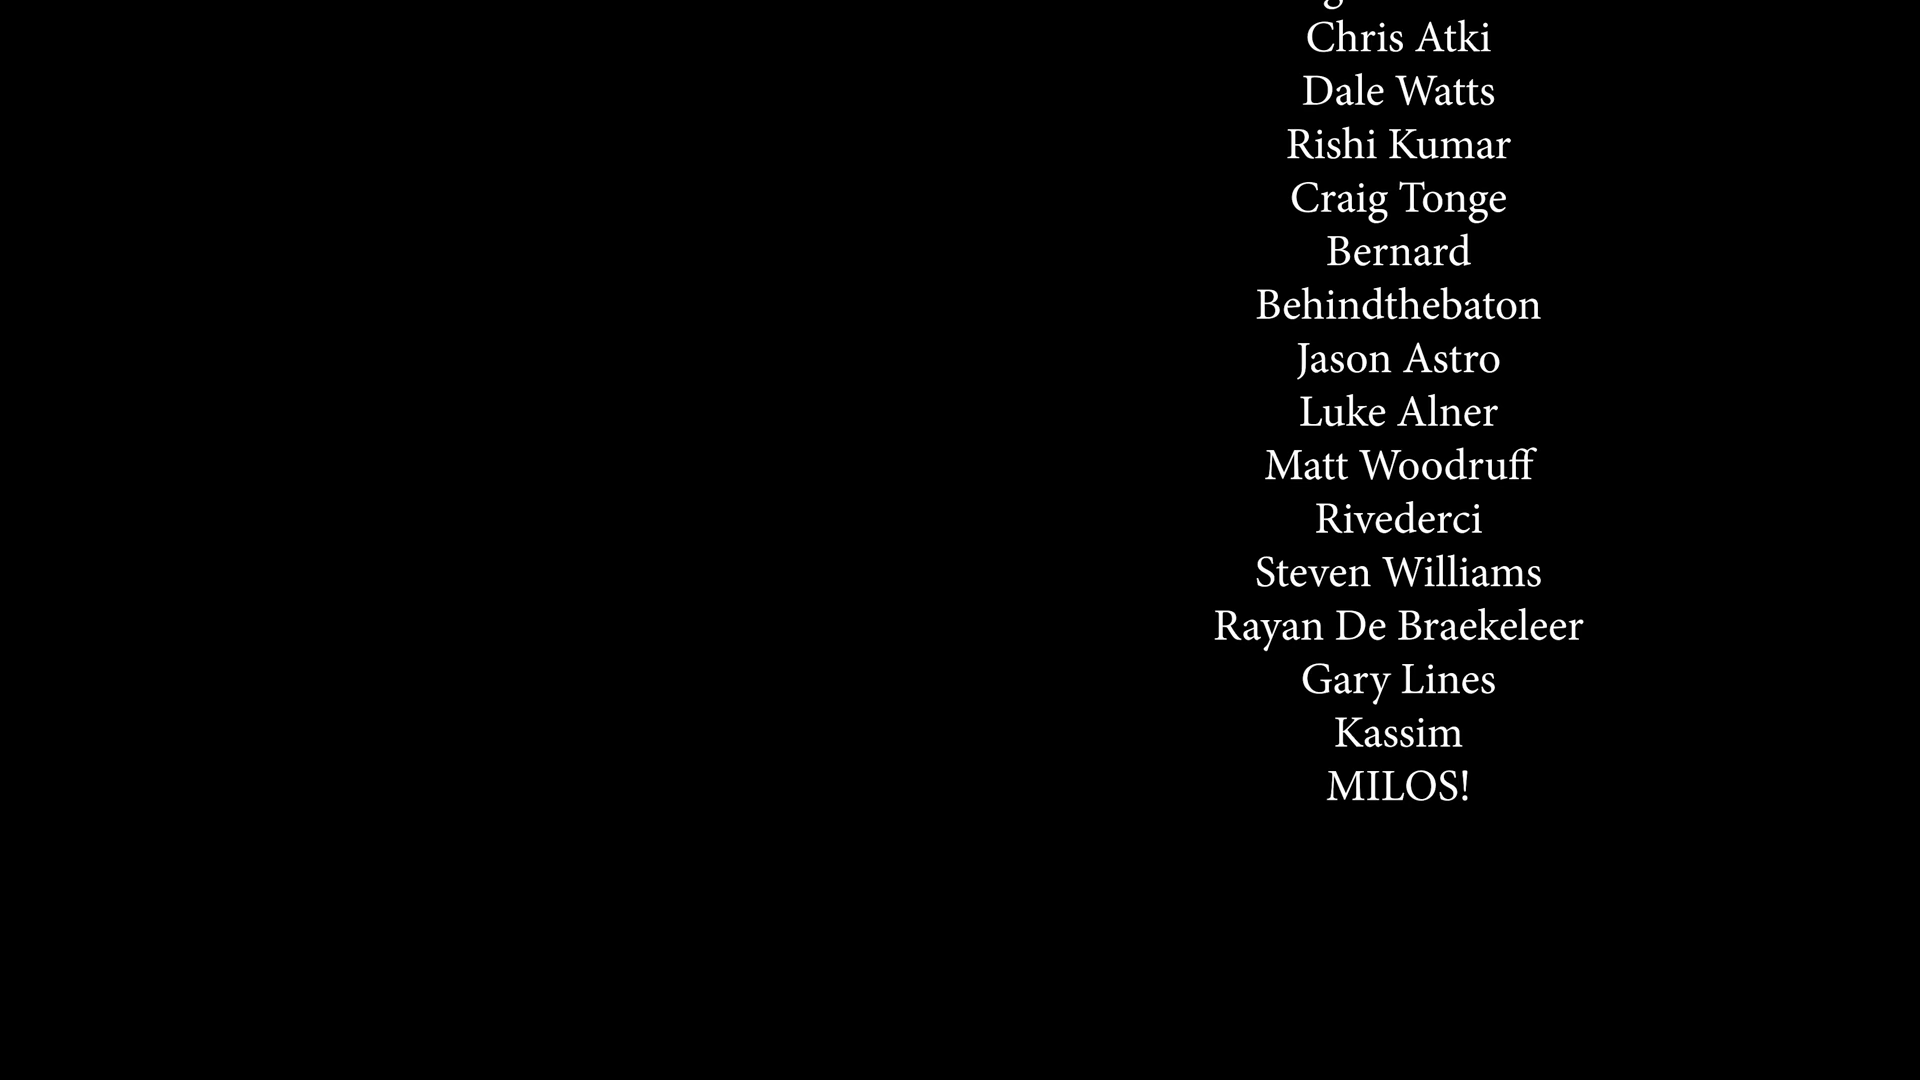 Chris Atki
Dale Watts
Rishi Kumar
Craig Tonge
Bernard
Behindthebaton
Jason Astro
Luke Alner
Matt Woodruff
Rivederci
Steven Williams
Rayan De Braekeleer
Gary Lines
Kassim
MILOS!